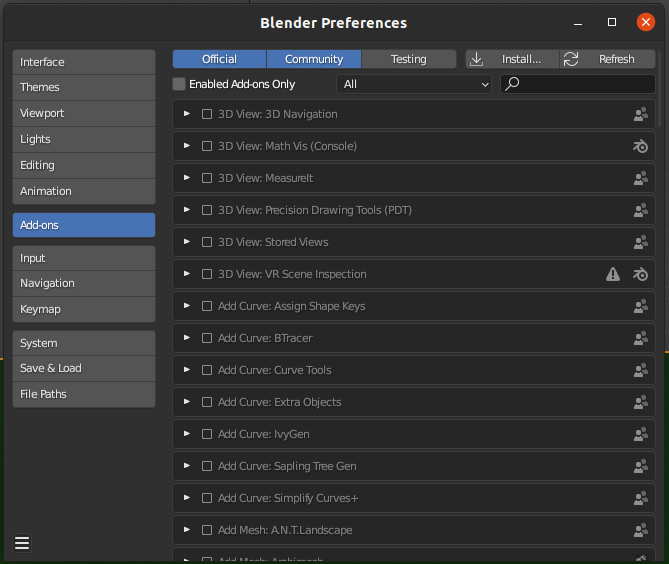 Blender Preferences
Interface
Themes
Viewport
Lights
Editing
Animation
Add-ons
Input
Navigation
Keymap
System
Save & Load
File Paths
Official Community Testing Install... Refresh
Enabled Add-ons Only All
3D View: 3D Navigation
3D View: Math Vis (Console)
3D View: MeasureIt
3D View: Precision Drawing Tools (PDT)
3D View: Stored Views
3D View: VR Scene Inspection
Add Curve: Assign Shape Keys
Add Curve: BTracer
Add Curve: Curve Tools
Add Curve: Extra Objects
Add Curve: IvyGen
Add Curve: Sapling Tree Gen
Add Curve: Simplify Curves+
Add Mesh: A.N.T.Landscape
Add Mesh: Archimesh